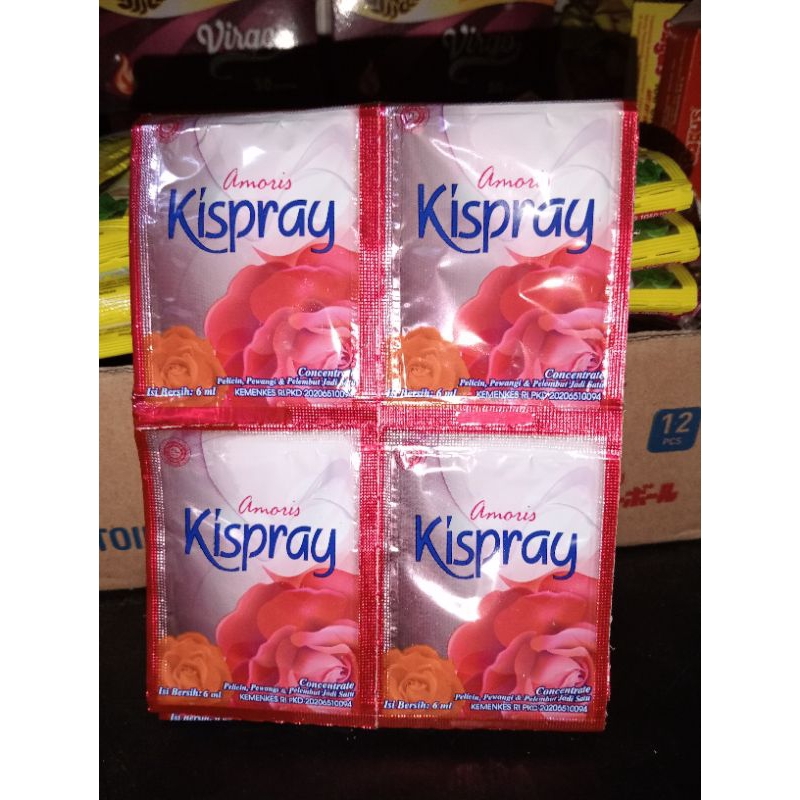 Virgo
Virgo
Amoris
Kispray
Concentrate
Pelicin, Pewangi & Pelembut Jadi Satu
Isi Bersih: 6 ml
KEMENKES RI PKD 20206510094
Amoris
Kispray
Concentrate
Pelicin, Pewangi & Pelembut Jadi Satu
Isi Bersih: 6 ml
KEMENKES RI PKD 20206510094
12
PCS
Amoris
Kispray
Concentrate
Pelicin, Pewangi & Pelembut Jadi Satu
Isi Bersih: 6 ml
KEMENKES RI PKD 20206510094
Amoris
Kispray
Concentrate
Pelicin, Pewangi & Pelembut Jadi Satu
Isi Bersih: 6 ml
KEMENKES RI PKD 20206510094